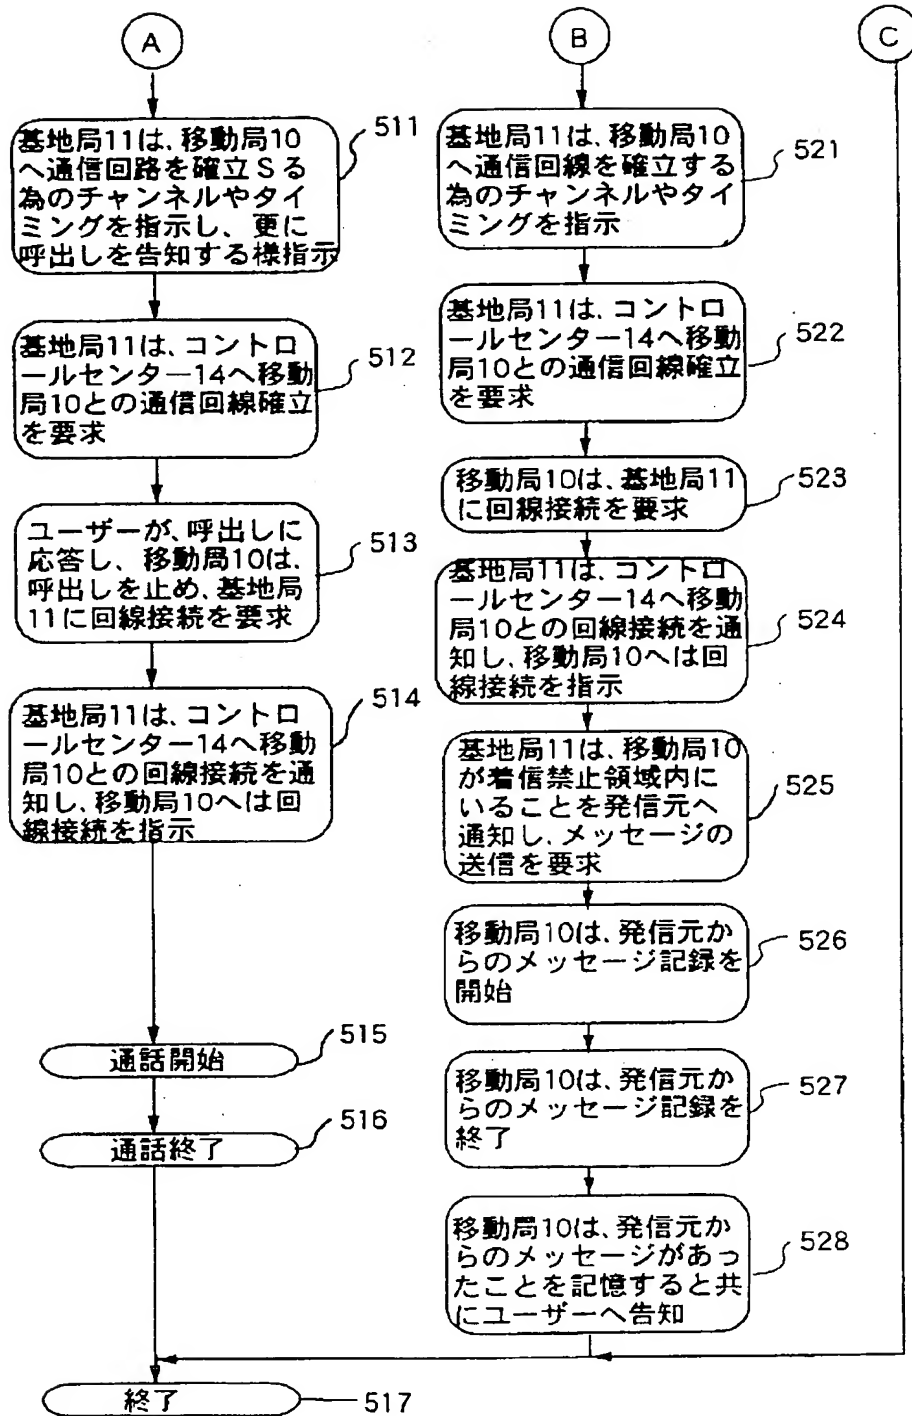 A
B
C
基地局11は、移動局10
へ通信回路を確立Sる
為のチャンネルやタイ
ミングを指示し、更に
呼出しを告知する様指示
511
基地局11は、コントロ
ールセンター14へ移動
局10との通信回線確立
を要求
512
ユーザーが、呼出しに
応答し、移動局10は、
呼出しを止め、基地局
11に回線接続を要求
513
基地局11は、コントロ
ールセンター14へ移動
局10との回線接続を通
知し、移動局10へは回
線接続を指示
514
通話開始
515
通話終了
516
基地局11は、移動局10
へ通信回線を確立する
為のチャンネルやタイ
ミングを指示
521
基地局11は、コントロ
ールセンター14へ移動
局10との通信回線確立
を要求
522
移動局10は、基地局11
に回線接続を要求
523
基地局11は、コントロ
ールセンター14へ移動
局10との回線接続を通
知し、移動局10へは回
線接続を指示
524
基地局11は、移動局10
が着信禁止領域内に
いることを発信元へ
通知し、メッセージの
送信を要求
525
移動局10は、発信元か
らのメッセージ記録を
開始
526
移動局10は、発信元か
らのメッセージ記録を
終了
527
移動局10は、発信元か
らのメッセージがあっ
たことを記憶すると共
にユーザーへ告知
528
終了
517